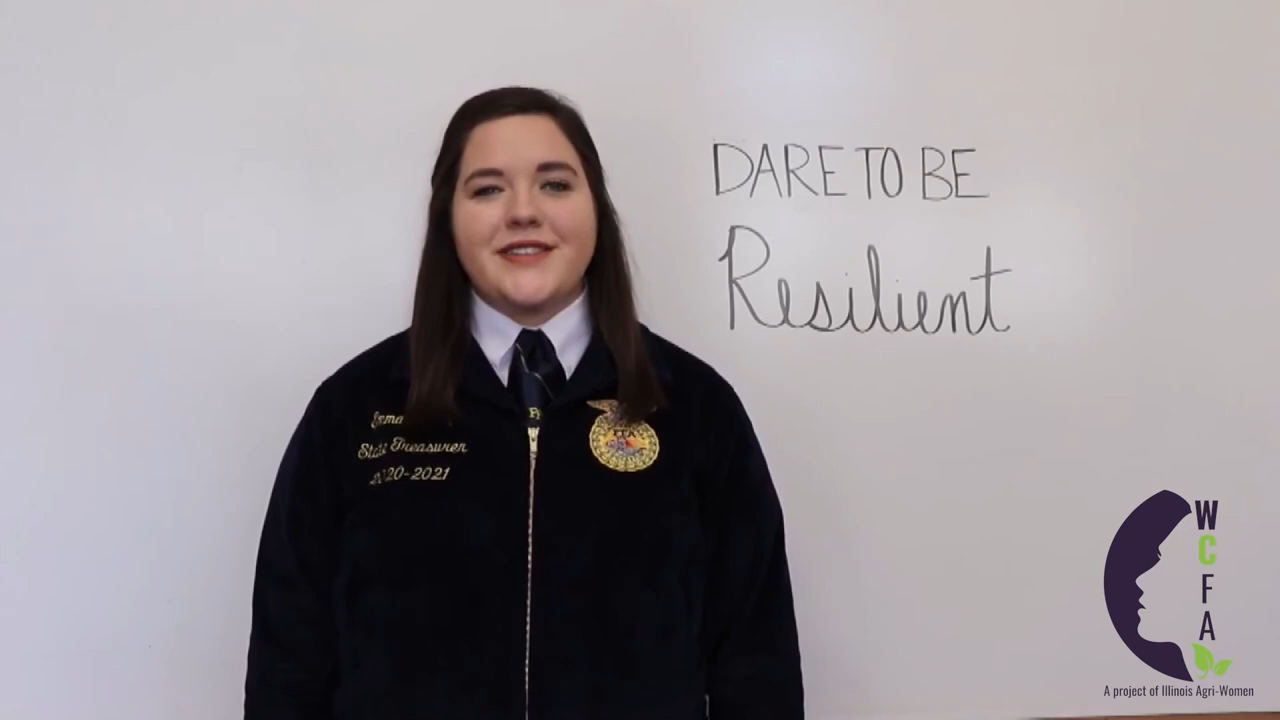 DARE TO BE
Resilient
State Treasurer
2020-2021
FFA
W
C
F
A
A project of Illinois Agri-Women